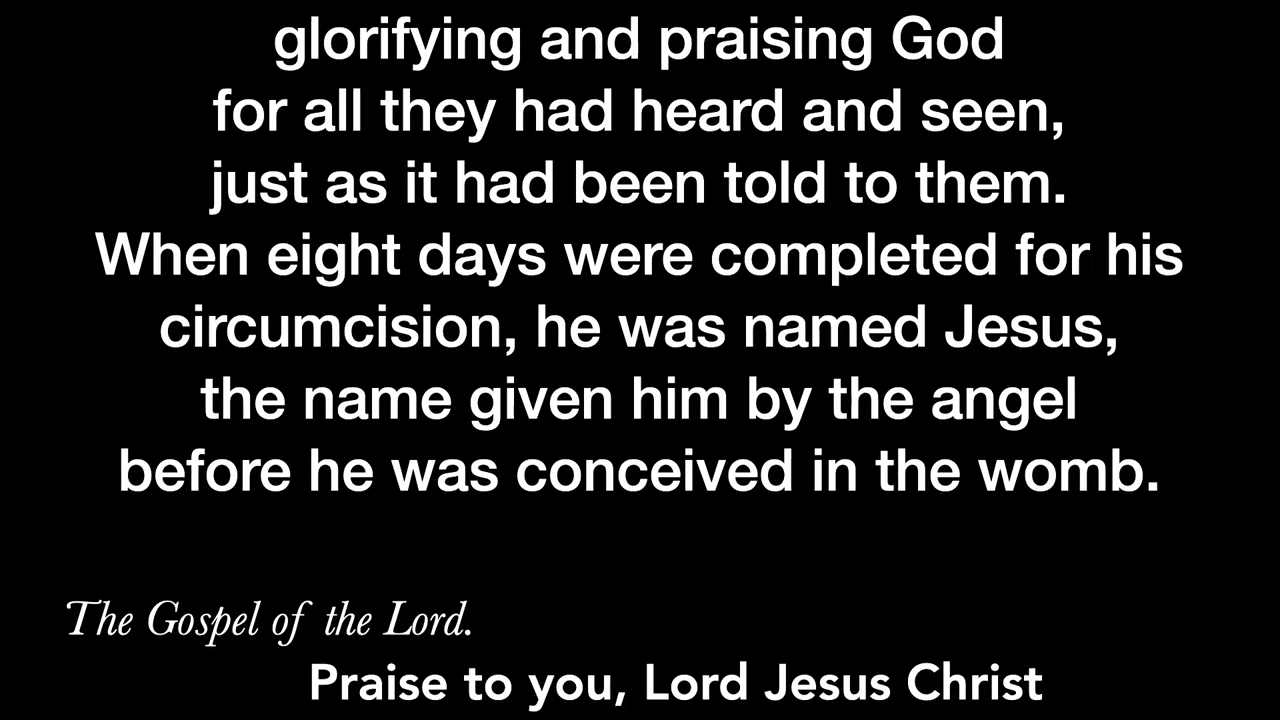 glorifying and praising God
for all they had heard and seen,
just as it had been told to them.
When eight days were completed for his
circumcision, he was named Jesus,
the name given him by the angel
before he was conceived in the womb.
The Gospel of the Lord.
Praise to you, Lord Jesus Christ